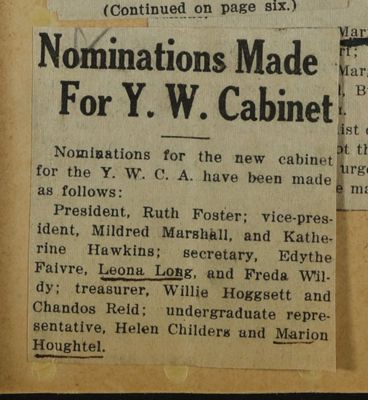 (Continued on page six.)
Nominations Made
For Y. W. Cabinet
Nominations for the new cabinet
for the Y. W. C. A. have been made
as follows:
President, Ruth Foster; vice-pres-
ident, Mildred Marshall, and Kathe-
rine Hawkins; secretary, Edythe
Faivre, Leona Long, and Freda Wil-
dy; treasurer, Willie Hoggsett and
Chandos Reid; undergraduate repre-
sentative, Helen Childers and Marion
Houghtel.